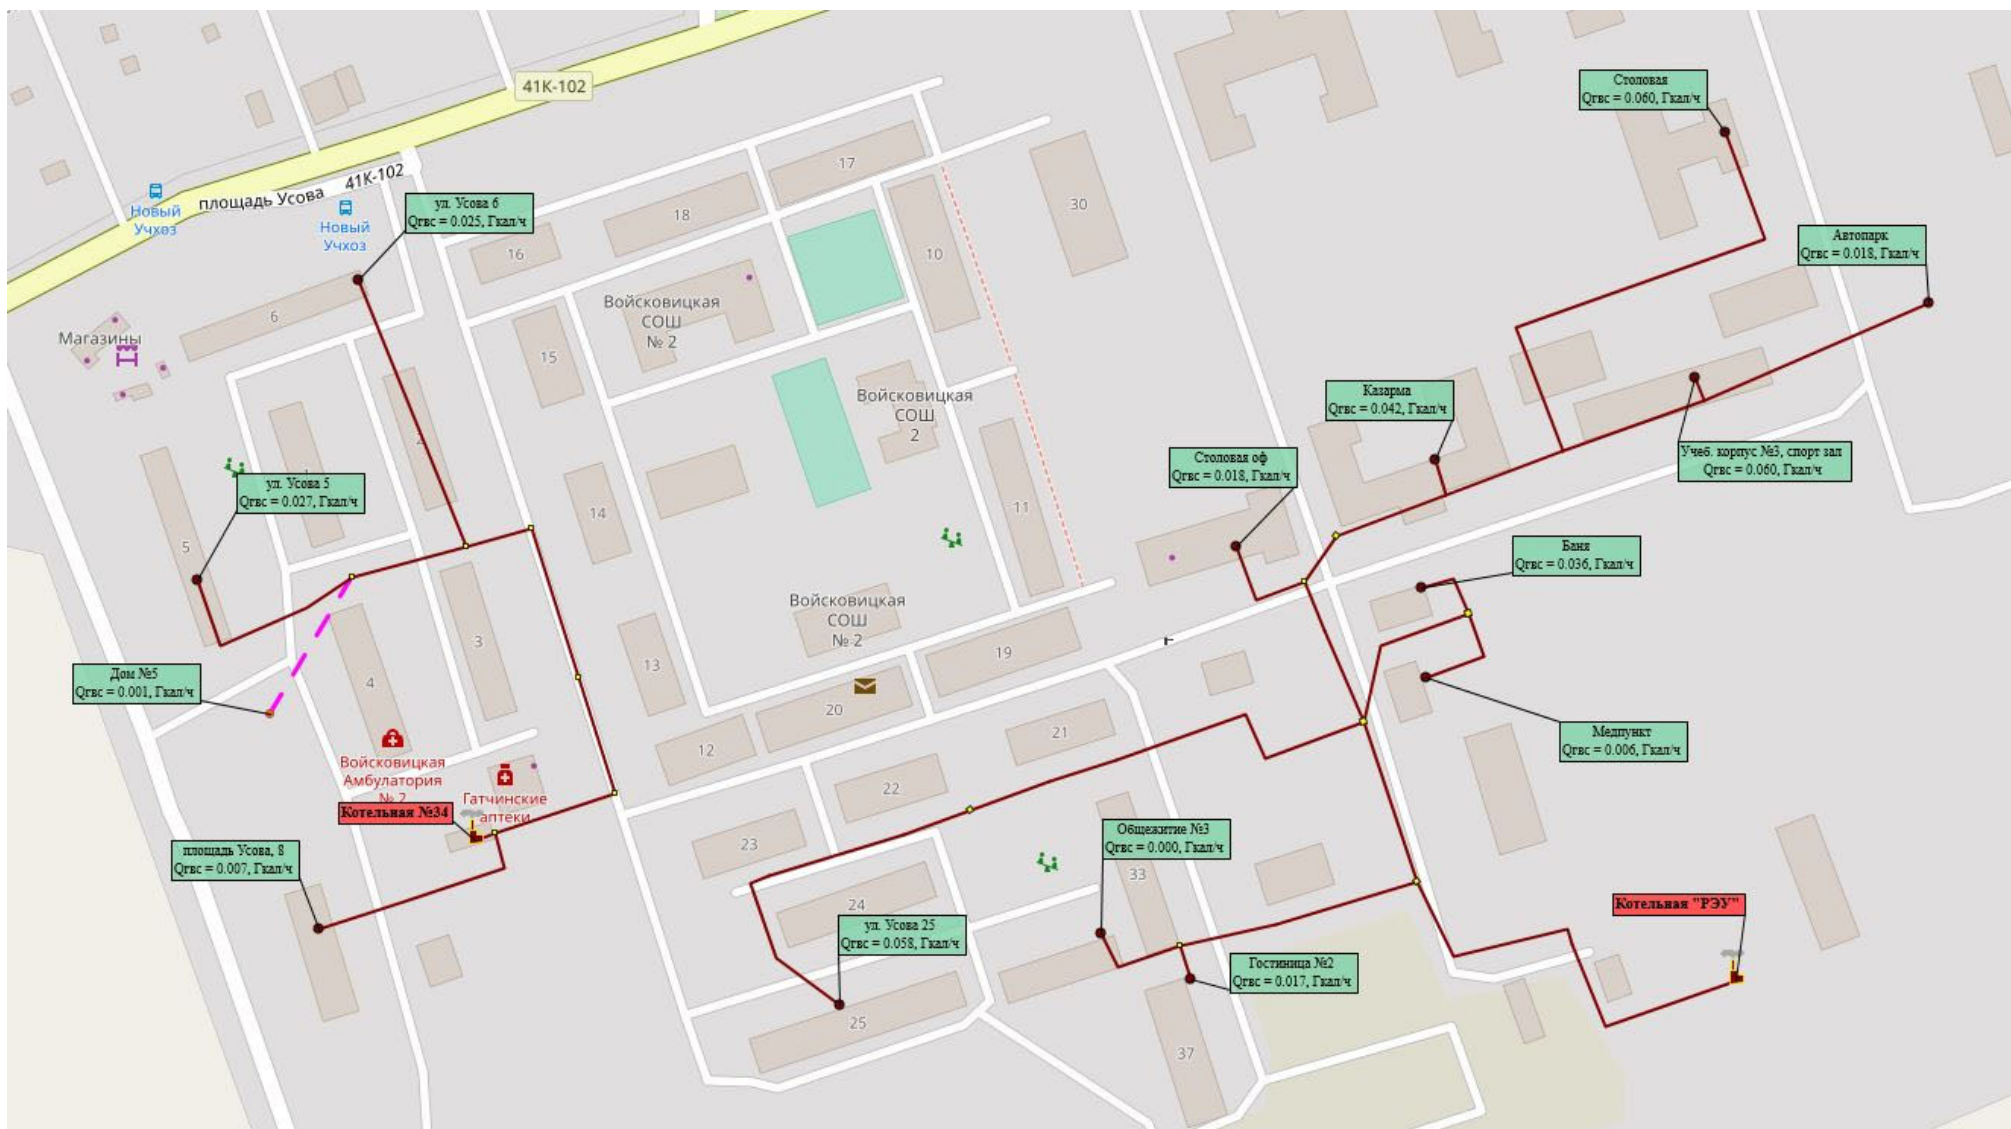 41K-102
Столовая
Qгвс = 0.060, Гкал/ч
17
41K-102
площадь Усова
Новый
Учхоз
Новый
Учхоз
ул. Усова 6
Qгвс = 0.025, Гкал/ч
18
30
16
10
Автопарк
Qгвс = 0.018, Гкал/ч
6
Войсковицкая
СОШ
№ 2
Магазины
15
Войсковицкая
СОШ
2
Казарма
Qгвс = 0.042, Гкал/ч
2
1
Столовая оф
Qгвс = 0.018, Гкал/ч
Учеб. корпус №3, спорт зал
Qгвс = 0.060, Гкал/ч
ул. Усова 5
Qгвс = 0.027, Гкал/ч
14
11
5
Баня
Qгвс = 0.036, Гкал/ч
Войсковицкая
СОШ
№ 2
3
13
19
Дом №5
Qгвс = 0.001, Гкал/ч
4
20
12
21
Медпункт
Qгвс = 0.006, Гкал/ч
Войсковицкая
Амбулатория
№ 2
22
Гатчинские
аптеки
Котельная №34
23
Общежитие №3
Qгвс = 0.000, Гкал/ч
площадь Усова, 8
Qгвс = 0.007, Гкал/ч
33
24
Котельная "РЭУ"
ул. Усова 25
Qгвс = 0.058, Гкал/ч
Гостиница №2
Qгвс = 0.017, Гкал/ч
25
37